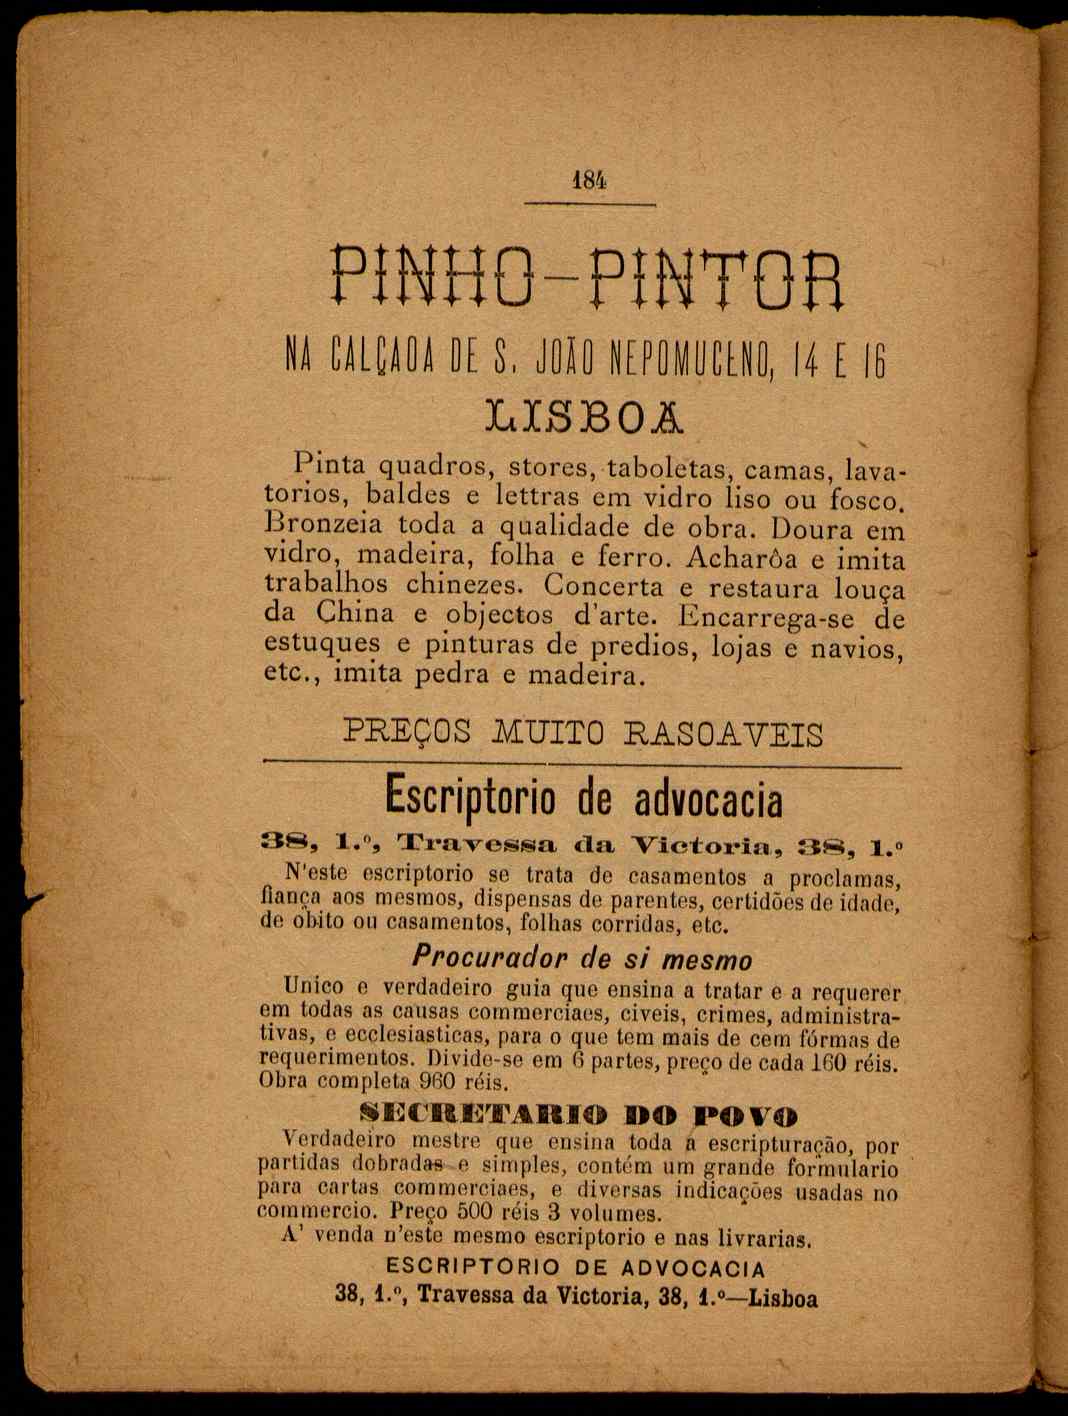 184
PINHO-PINTOR
NA CALÇADA DE S. JOÃO NEPOMUCENO, 14 E 16
LISBOA
Pinta quadros, stores, taboletas, camas, lava-
torios, baldes e lettras em vidro liso ou fosco.
Bronzeia toda a qualidade de obra. Doura em
vidro, madeira, folha e ferro. Acharôa e imita
trabalhos chinezes. Concerta e restaura louça
da China e objectos d'arte. Encarrega-se de
estuques e pinturas de predios, lojas e navios,
etc., imita pedra e madeira.
PREÇOS MUITO RASOAVEIS
Escriptorio de advocacia
38, 1.º, Travessa da Victoria, 38, 1.º
N'este escriptorio se trata de casamentos a proclamas,
fiança aos mesmos, dispensas de parentes, certidões de idade,
de obito ou casamentos, folhas corridas, etc.
Procurador de si mesmo
Unico e verdadeiro guia que ensina a tratar e a requerer
em todas as causas commerciaes, civeis, crimes, administra-
tivas, e ecclesiasticas, para o que tem mais de cem fórmas de
requerimentos. Divide-se em 6 partes, preço de cada 160 réis.
Obra completa 960 réis.
SECRETARIO DO POVO
Verdadeiro mestre que ensina toda a escripturação, por
partidas dobradas e simples, contém um grande formulario
para cartas commerciaes, e diversas indicações usadas no
commercio. Preço 500 réis 3 volumes.
A' venda n'este mesmo escriptorio e nas livrarias.
ESCRIPTORIO DE ADVOCACIA
38, 1.º, Travessa da Victoria, 38, 1.º—Lisboa